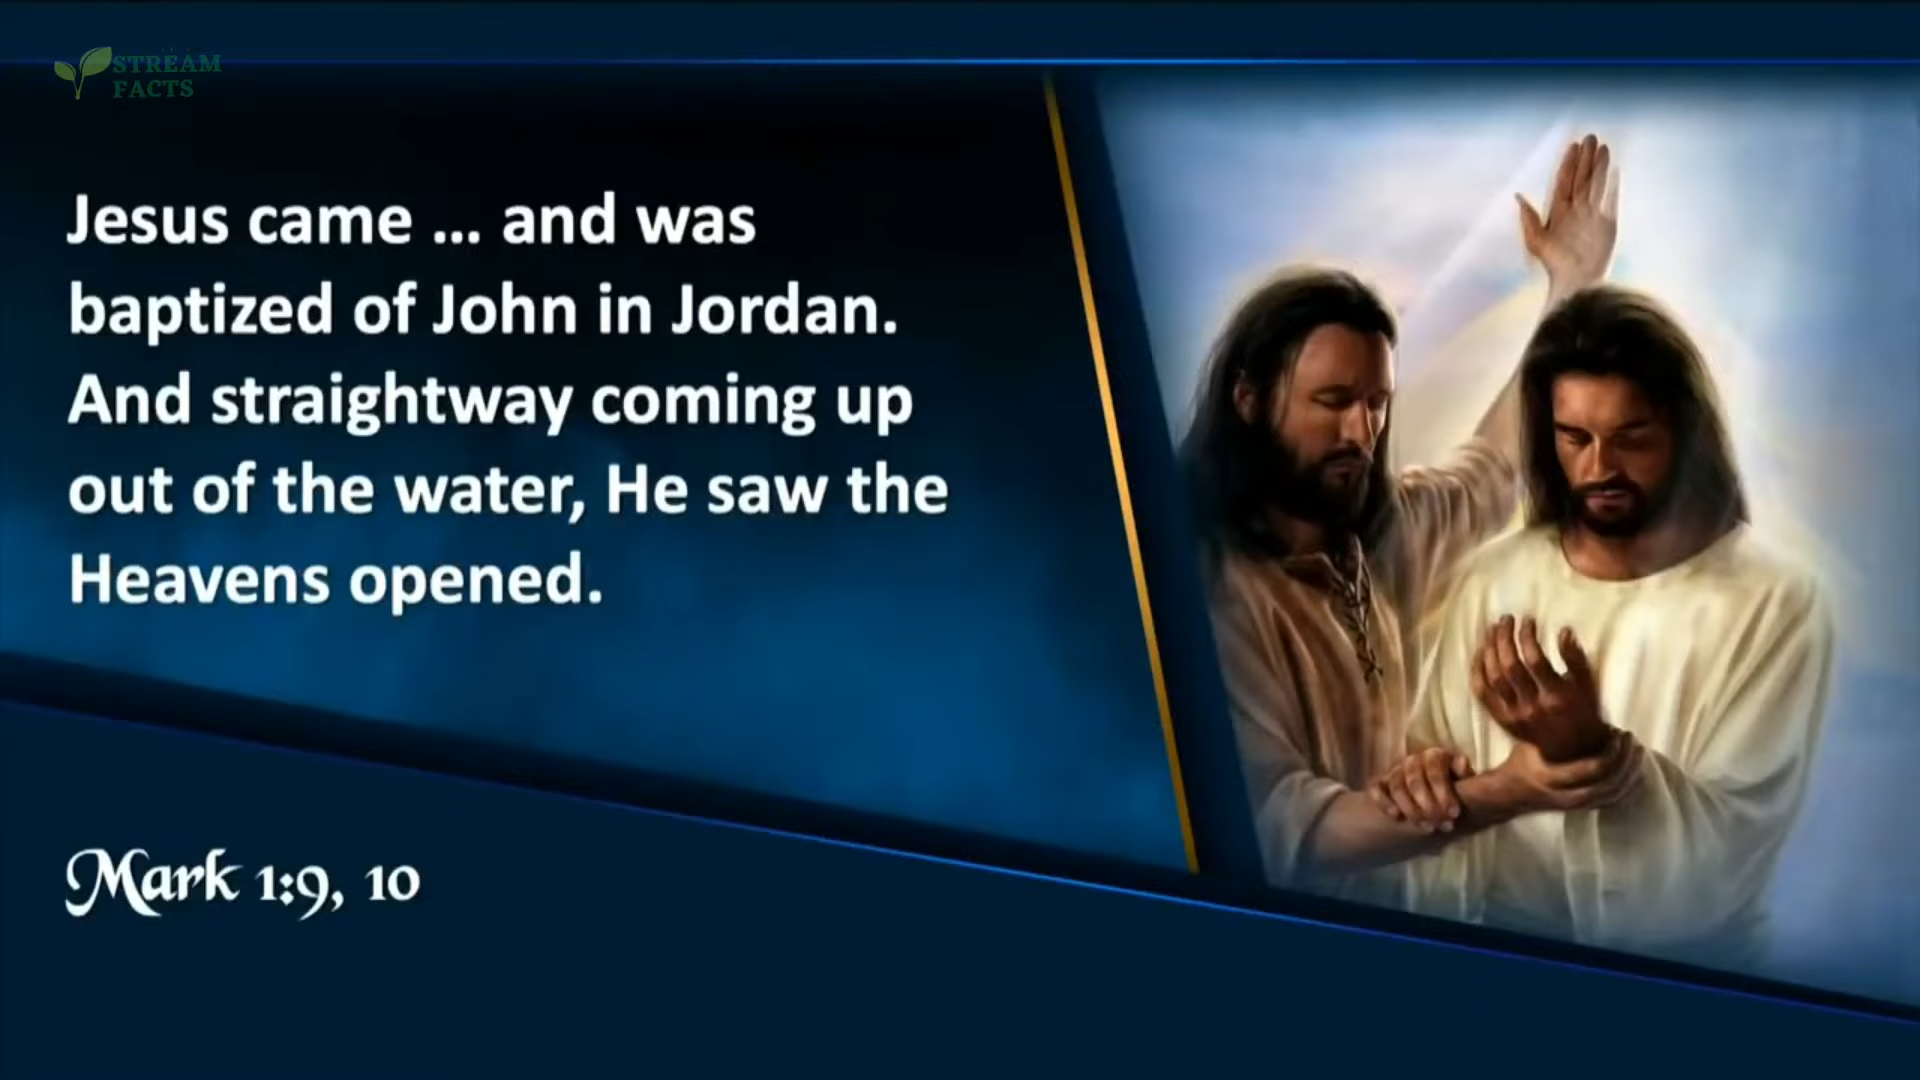 STREAM
FACTS
Jesus came ... and was
baptized of John in Jordan.
And straightway coming up
out of the water, He saw the
Heavens opened.
Mark 1:9, 10